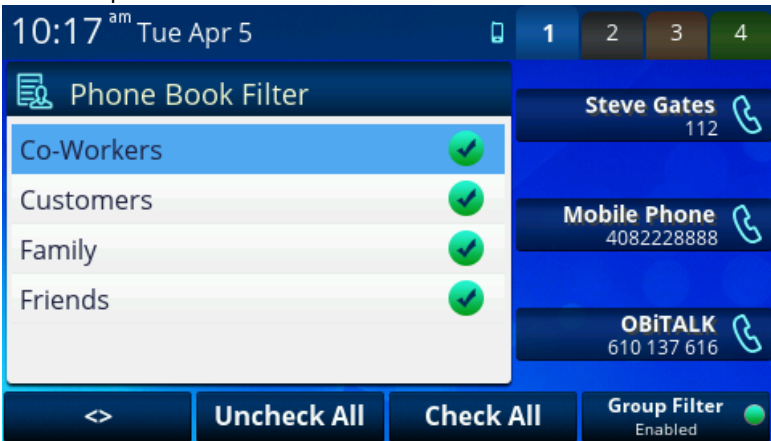 10:17 am Tue Apr 5
1 2 3 4
Phone Book Filter
Co-Workers
Customers
Family
Friends
Steve Gates
112
Mobile Phone
4082228888
OBiTALK
610 137 616
<> Uncheck All Check All Group Filter
Enabled